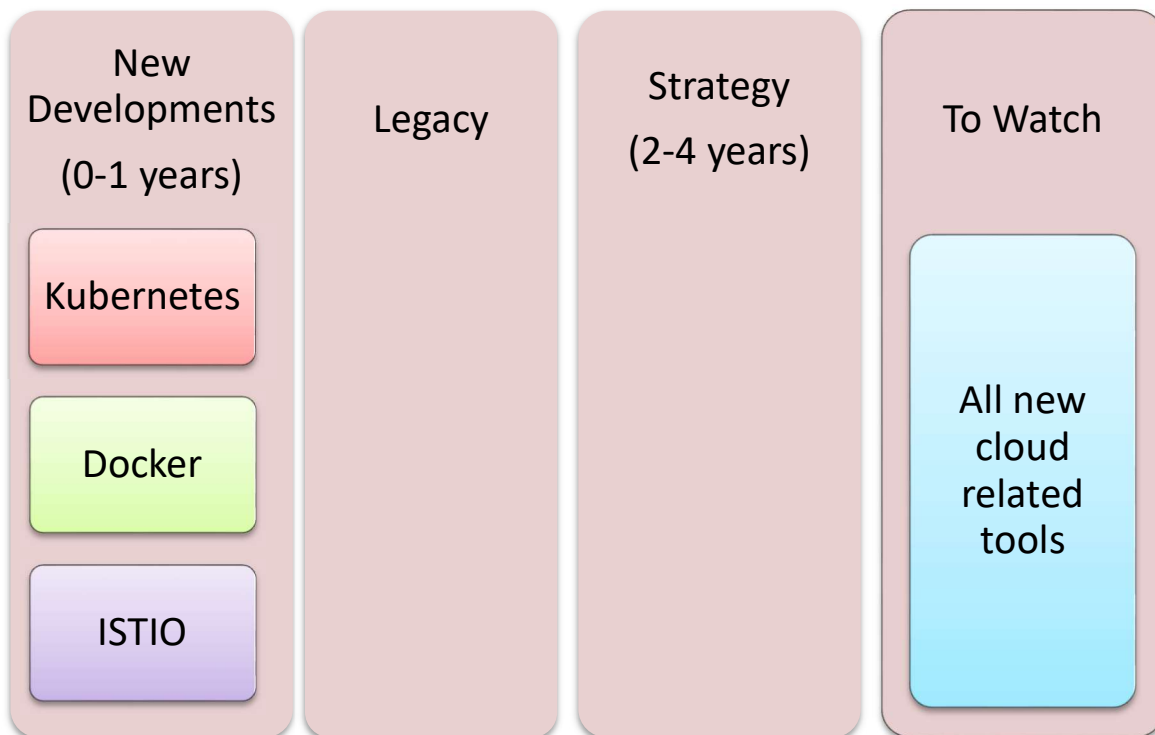 New
Developments
(0-1 years)
Kubernetes
Docker
ISTIO
Legacy
Strategy
(2-4 years)
To Watch
All new
cloud
related
tools